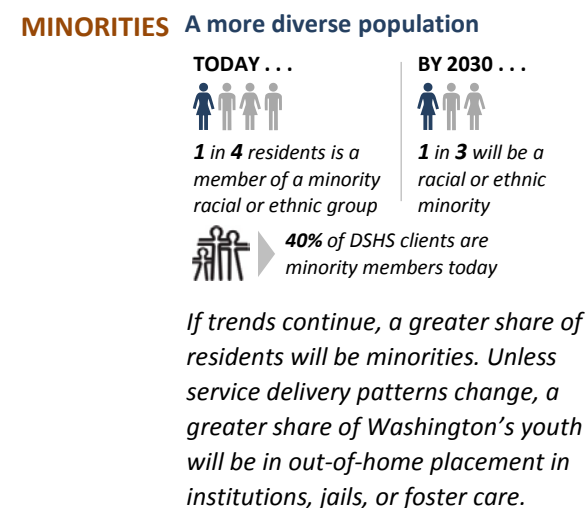 MINORITIES A more diverse population
TODAY . . .
1 in 4 residents is a
member of a minority
racial or ethnic group
BY 2030 . . .
1 in 3 will be a
racial or ethnic
minority
40% of DSHS clients are
minority members today
If trends continue, a greater share of
residents will be minorities. Unless
service delivery patterns change, a
greater share of Washington’s youth
will be in out-of-home placement in
institutions, jails, or foster care.